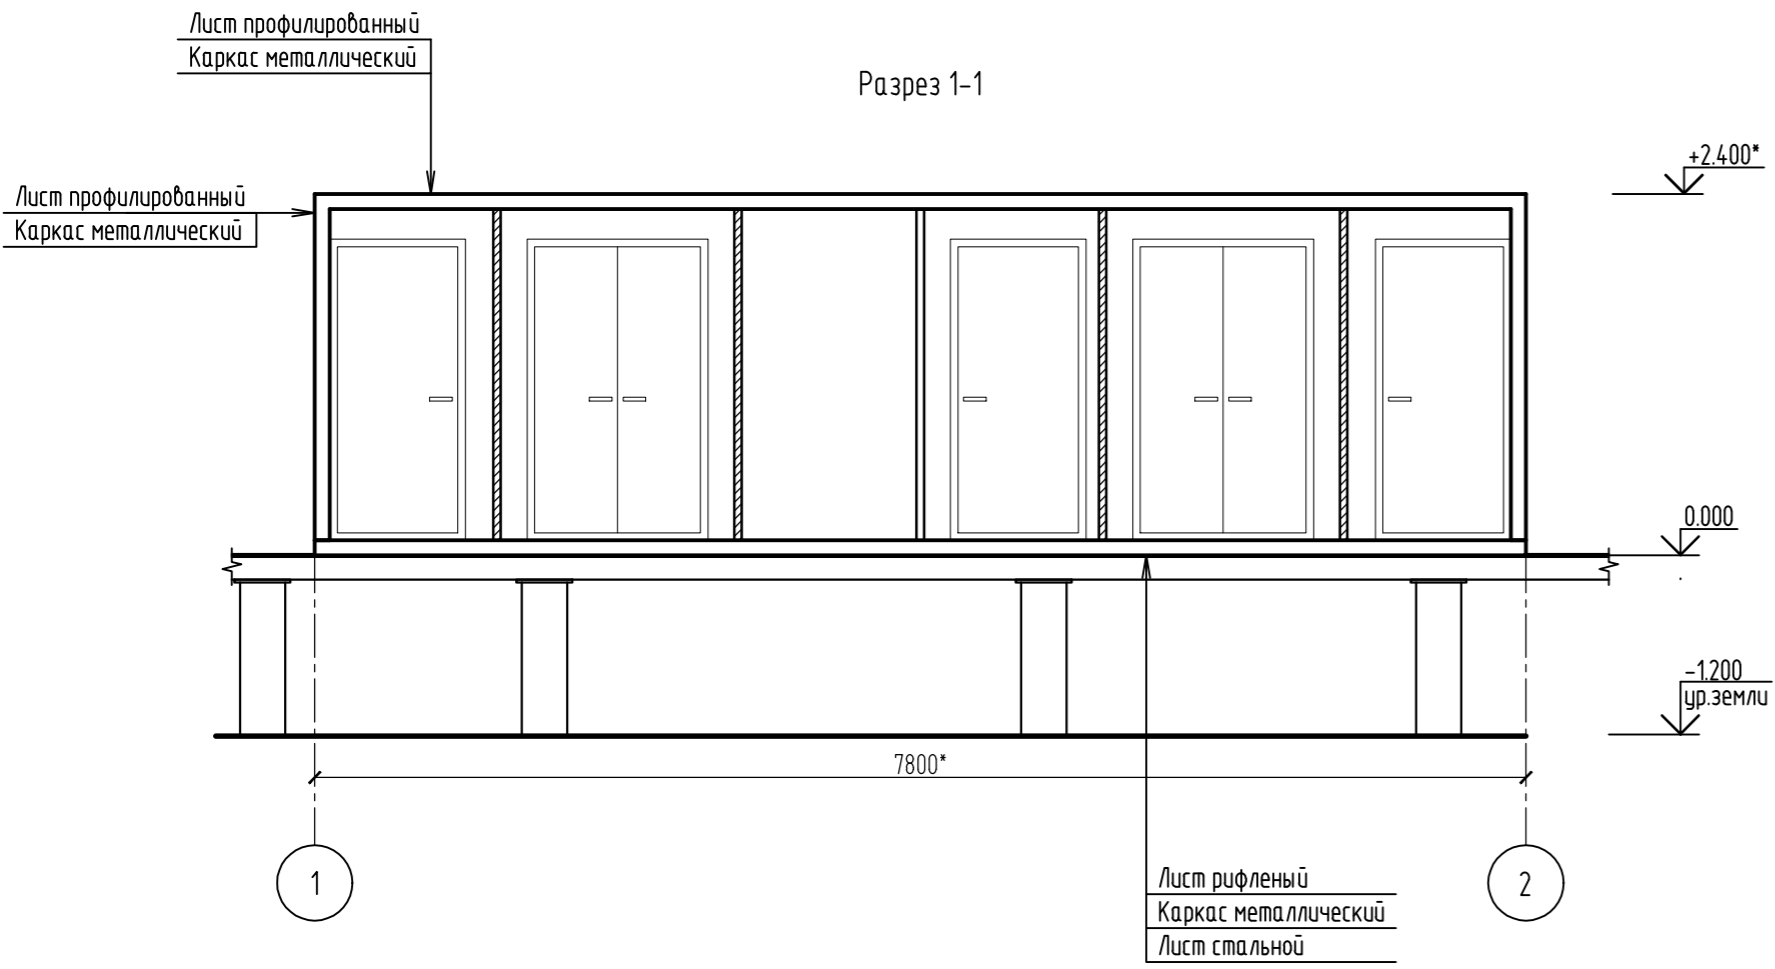 Лист профилированный
Каркас металлический
Разрез 1-1
+2.400*
Лист профилированный
Каркас металлический
0.000
-1.200
ур.земли
7800*
1
2
Лист рифленый
Каркас металлический
Лист стальной